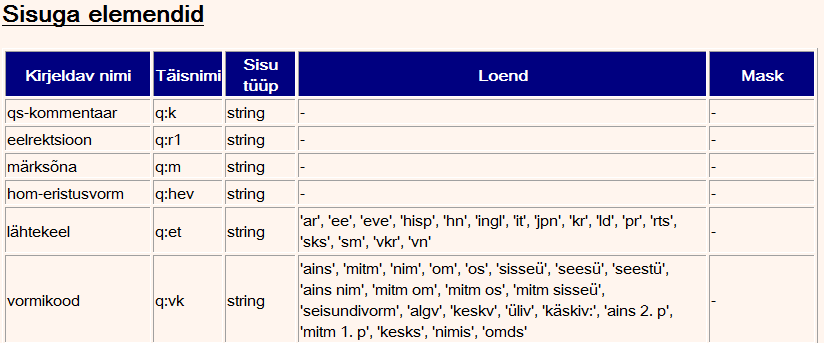 Sisuga elemendid
Kirjeldav nimi Täisnimi Sisu tüüp Loend Mask
qs-kommentaar q:k string - -
eelrektsioon q:r1 string - -
märksõna q:m string - -
hom-eristusvorm q:hev string - -
lähtekeel q:et string 'ar', 'ee', 'eve', 'hisp', 'hn', 'ingl', 'it', 'jpn', 'kr', 'ld', 'pr', 'rts',
'sks', 'sm', 'vkr', 'vn' -
vormikood q:vk string 'ains', 'mitm', 'nim', 'om', 'os', 'sisseü', 'seesü', 'seestü',
'ains nim', 'mitm om', 'mitm os', 'mitm sisseü',
'seisundivorm', 'algv', 'keskv', 'üliv', 'käskiv:', 'ains 2. p',
'mitm 1. p', 'kesks', 'nimis', 'omds' -